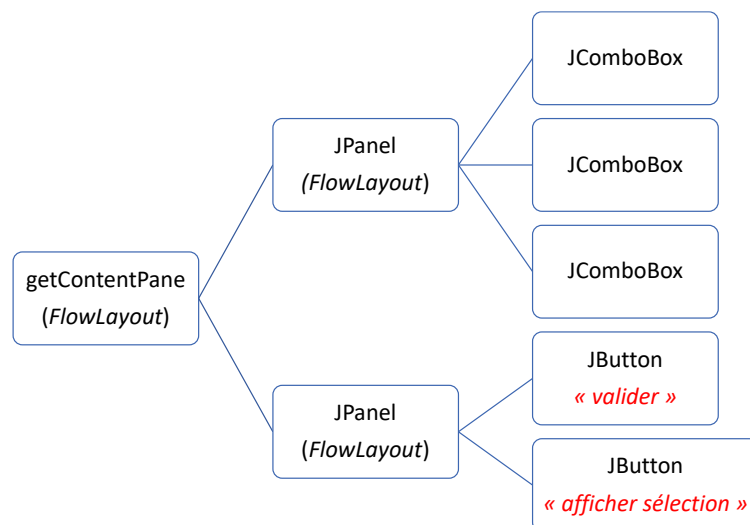 JComboBox
JPanel
(FlowLayout)
JComboBox
JComboBox
getContentPane
(FlowLayout)
JButton
« valider »
JPanel
(FlowLayout)
JButton
« afficher sélection »